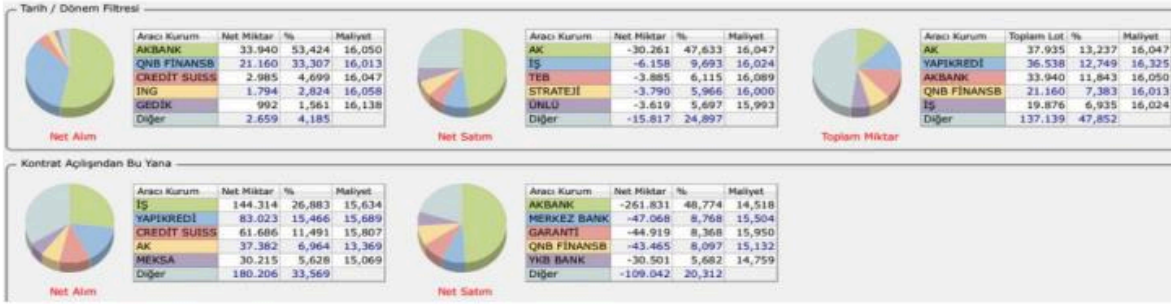 Tarih / Dönem Filtresi
Aracı Kurum Net Miktar % Maliyet
AKBANK 33.940 53,424 16,050
QNB FİNANSB 21.160 33,307 16,013
CREDİT SUISS 2.985 4,699 16,047
ING 1.794 2,824 16,058
GEDİK 992 1,561 16,138
Diğer 2.659 4,185
Net Alım
Aracı Kurum Net Miktar % Maliyet
AK -30.261 47,633 16,047
İŞ -6.158 9,693 16,024
TEB -3.885 6,115 16,089
STRATEJİ -3.790 5,966 16,000
ÜNLÜ -3.619 5,697 15,993
Diğer -15.817 24,897
Net Satım
Aracı Kurum Toplam Lot % Maliyet
AK 37.935 13,237 16,047
YAPIKREDİ 36.538 12,749 16,325
AKBANK 33.940 11,843 16,050
QNB FİNANSB 21.160 7,383 16,013
İŞ 19.876 6,935 16,024
Diğer 137.139 47,852
Toplam Miktar
Kontrat Açılışından Bu Yana
Aracı Kurum Net Miktar % Maliyet
İŞ 144.314 26,883 15,634
YAPIKREDİ 83.023 15,466 15,689
CREDİT SUISS 61.686 11,491 15,807
AK 37.382 6,964 13,369
MEKSA 30.215 5,628 15,069
Diğer 180.206 33,569
Net Alım
Aracı Kurum Net Miktar % Maliyet
AKBANK -261.831 48,774 14,518
MERKEZ BANK -47.068 8,768 15,504
GARANTİ -44.919 8,368 15,950
QNB FİNANSB -43.465 8,097 15,132
YKB BANK -30.501 5,682 14,759
Diğer -109.042 20,312
Net Satım